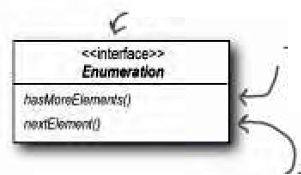 <<interface>>
Enumeration
hasMoreElements()
nextElement()